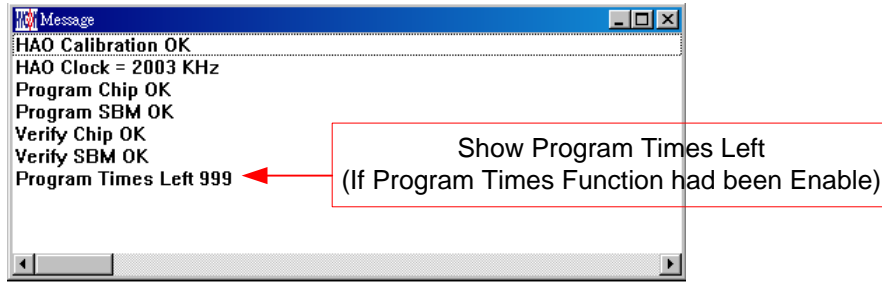 Message
HAO Calibration OK
HAO Clock = 2003 KHz
Program Chip OK
Program SBM OK
Verify Chip OK
Verify SBM OK
Program Times Left 999
Show Program Times Left
(If Program Times Function had been Enable)